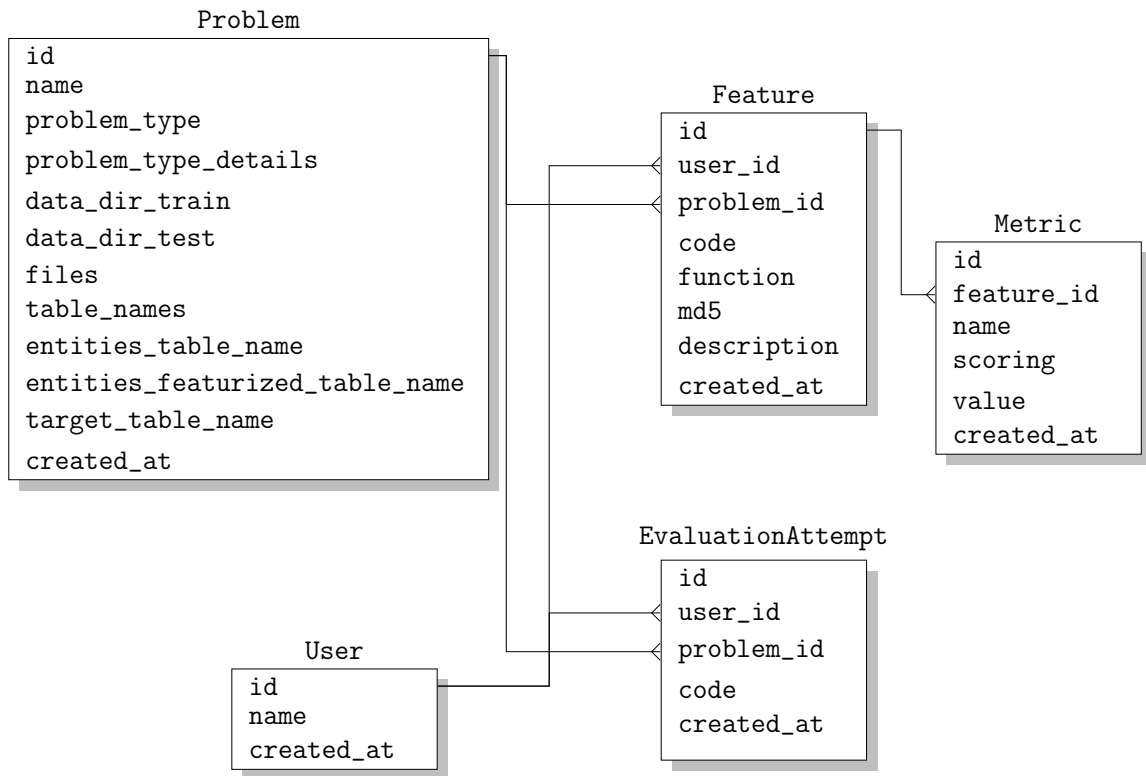 Problem
id
name
problem_type
problem_type_details
data_dir_train
data_dir_test
files
table_names
entities_table_name
entities_featurized_table_name
target_table_name
created_at
Feature
id
user_id
problem_id
code
function
md5
description
created_at
Metric
id
feature_id
name
scoring
value
created_at
EvaluationAttempt
id
user_id
problem_id
code
created_at
User
id
name
created_at